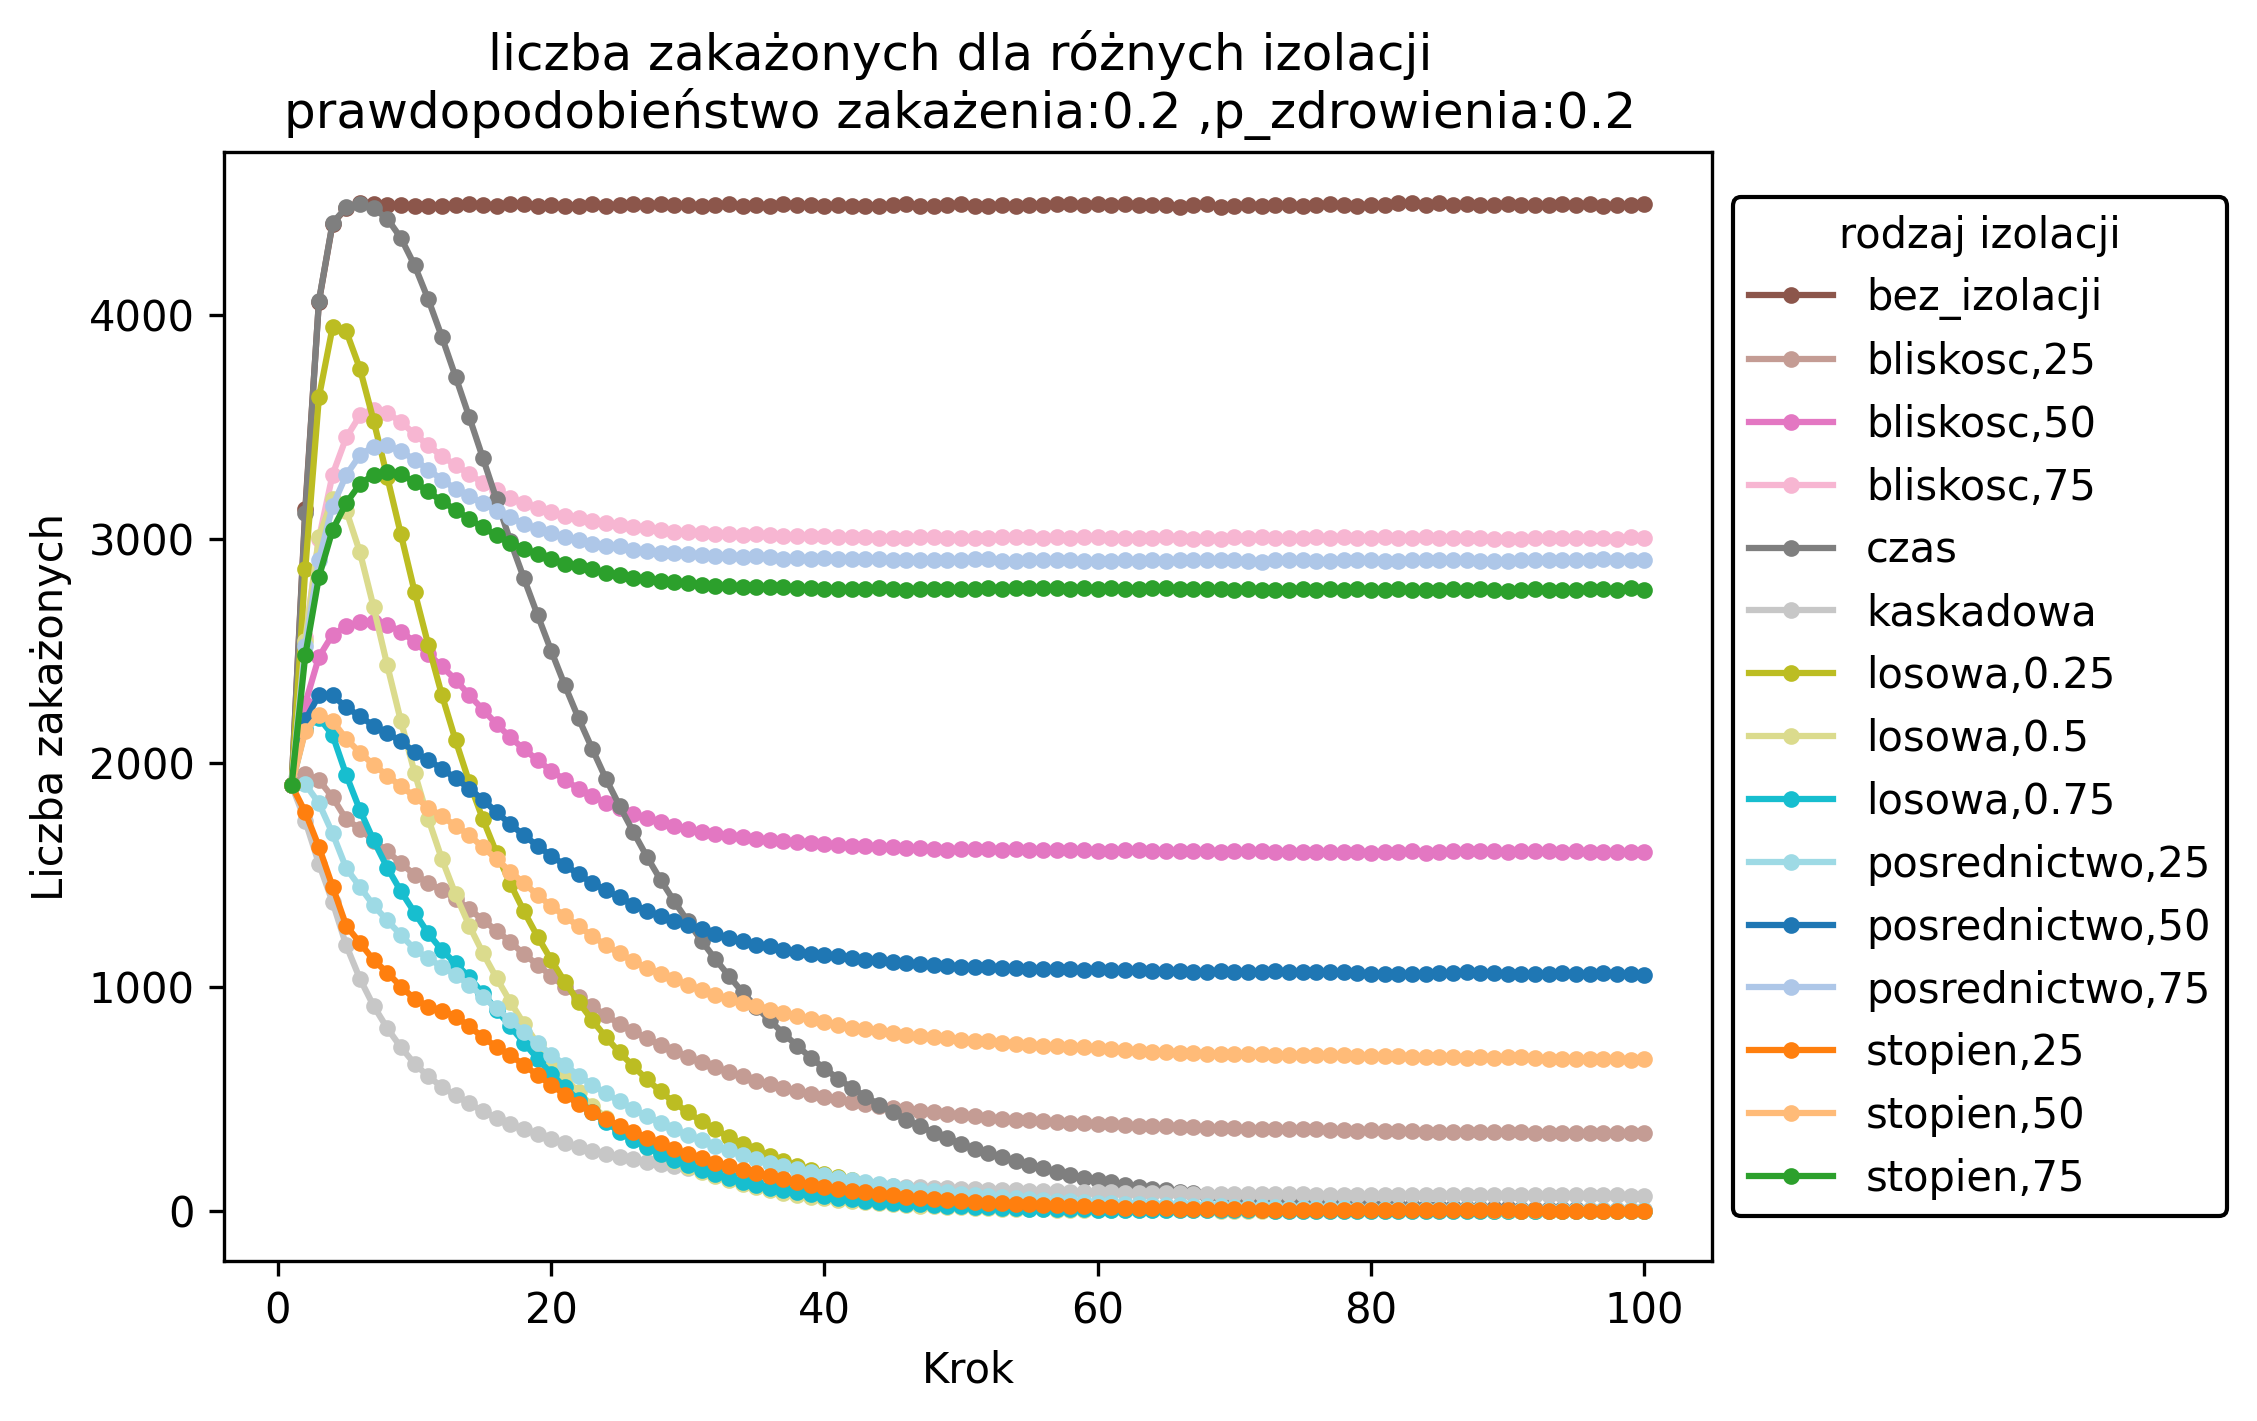 liczba zakażonych dla różnych izolacji
prawdopodobieństwo zakażenia:0.2 ,p_zdrowienia:0.2
Liczba zakażonych
4000
3000
2000
1000
0
0 20 40 60 80 100
Krok
rodzaj izolacji
bez_izolacji
bliskosc,25
bliskosc,50
bliskosc,75
czas
kaskadowa
losowa,0.25
losowa,0.5
losowa,0.75
posrednictwo,25
posrednictwo,50
posrednictwo,75
stopien,25
stopien,50
stopien,75